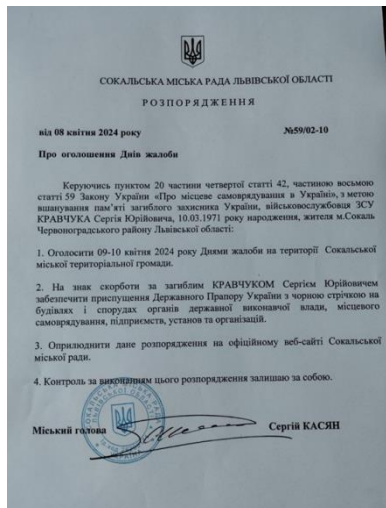 СОКАЛЬСЬКА МІСЬКА РАДА ЛЬВІВСЬКОЇ ОБЛАСТІ
РОЗПОРЯДЖЕННЯ
від 08 квітня 2024 року №59/02-10
Про оголошення Днів жалоби
Керуючись пунктом 20 частини четвертої статті 42, частиною восьмою
статті 59 Закону України «Про місцеве самоврядування в Україні», з метою
вшанування пам’яті загиблого захисника України, військовослужбовця ЗСУ
КРАВЧУКА Сергія Юрійовича, 10.03.1971 року народження, жителя м.Сокаль
Червоноградського району Львівської області:
1. Оголосити 09-10 квітня 2024 року Днями жалоби на території Сокальської
міської територіальної громади.
2. На знак скорботи за загиблим КРАВЧУКОМ Сергієм Юрійовичем
забезпечити приспущення Державного Прапору України з чорною стрічкою на
будівлях і спорудах органів державної виконавчої влади, місцевого
самоврядування, підприємств, установ та організацій.
3. Оприлюднити дане розпорядження на офіційному веб-сайті Сокальської
міської ради.
4. Контроль за виконанням цього розпорядження залишаю за собою.
Міський голова Сергій КАСЯН